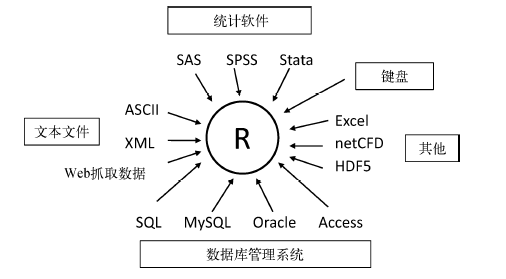 统计软件
SAS SPSS Stata
键盘
ASCII
Excel
文本文件
XML
R
netCFD
其他
Web抓取数据
HDF5
SQL MySQL Oracle Access
数据库管理系统